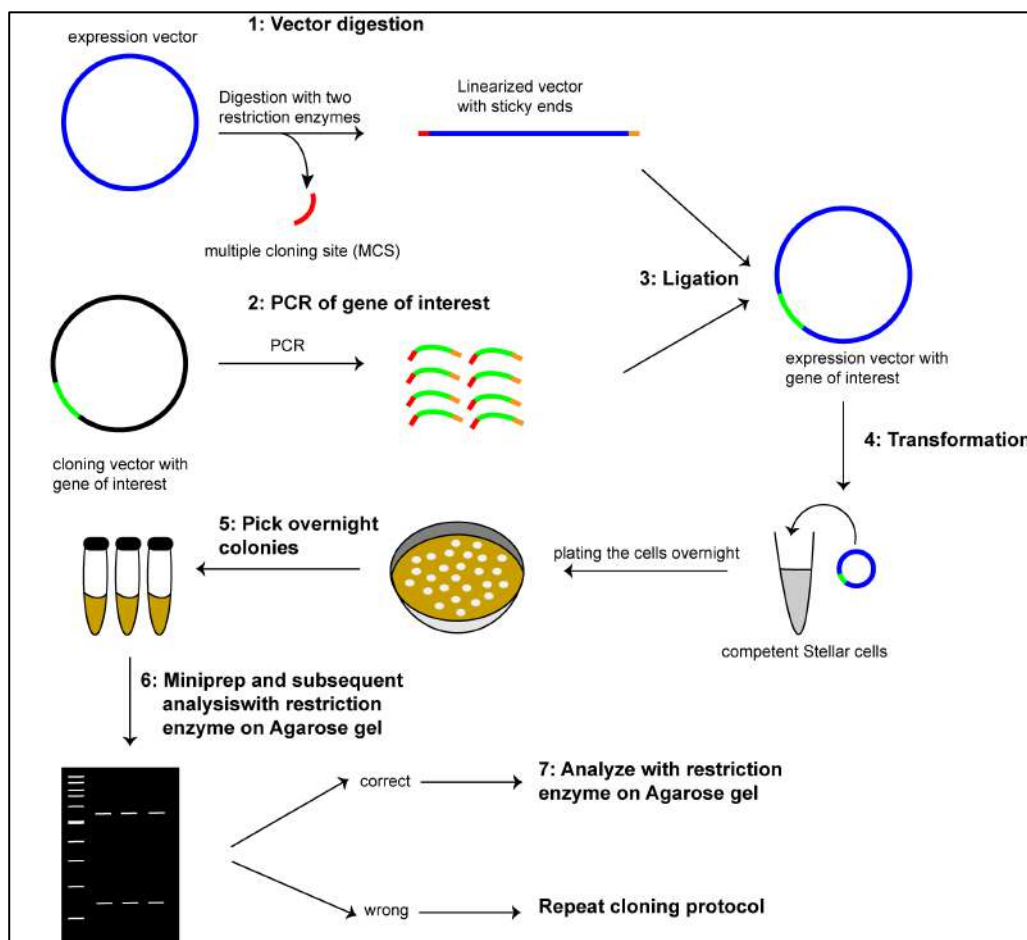 1: Vector digestion
expression vector
Digestion with two
restriction enzymes
Linearized vector
with sticky ends
multiple cloning site (MCS)
2: PCR of gene of interest
PCR
3: Ligation
expression vector with
gene of interest
cloning vector with
gene of interest
4: Transformation
5: Pick overnight
colonies
plating the cells overnight
competent Stellar cells
6: Miniprep and subsequent
analysiswith restriction
enzyme on Agarose gel
correct
7: Analyze with restriction
enzyme on Agarose gel
wrong
Repeat cloning protocol